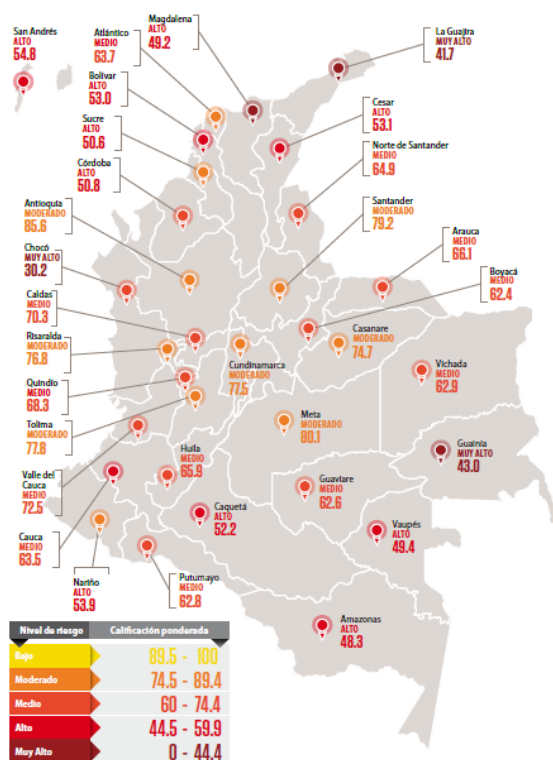 San Andrés
ALTO
54.8
Atlántico
MEDIO
63.7
Magdalena
ALTO
49.2
La Guajira
MUY ALTO
41.7
Bolívar
ALTO
53.0
Cesar
ALTO
53.1
Sucre
ALTO
50.6
Norte de Santander
MEDIO
64.9
Córdoba
ALTO
50.8
Antioquia
MODERADO
85.6
Santander
MODERADO
79.2
Arauca
MEDIO
66.1
Chocó
MUY ALTO
30.2
Boyacá
MEDIO
62.4
Caldas
MEDIO
70.3
Risaralda
MODERADO
76.8
Cundinamarca
MODERADO
77.5
Casanare
MODERADO
74.7
Vichada
MEDIO
62.9
Quindío
MEDIO
68.3
Tolima
MODERADO
77.8
Meta
MODERADO
80.1
Guainía
MUY ALTO
43.0
Valle del
Cauca
MEDIO
72.5
Huila
MEDIO
65.9
Guaviare
MEDIO
62.6
Caquetá
ALTO
52.2
Vaupés
ALTO
49.4
Cauca
MEDIO
63.5
Nariño
ALTO
53.9
Putumayo
MEDIO
62.8
Amazonas
ALTO
48.3
Nivel de riesgo Calificación ponderada
Bajo 89.5 - 100
Moderado 74.5 - 89.4
Medio 60 - 74.4
Alto 44.5 - 59.9
Muy Alto 0 - 44.4